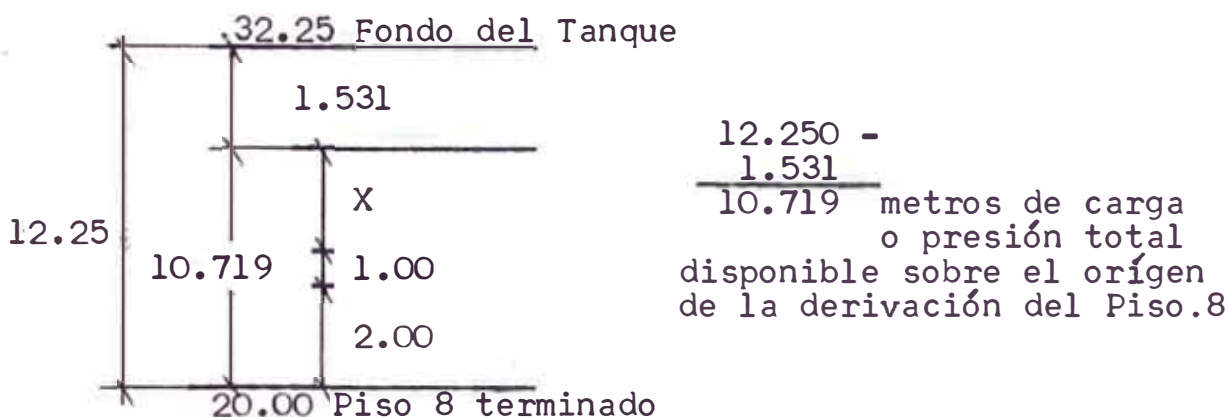 32.25 Fondo del Tanque
1.531
X
12.25
10.719
1.00
2.00
20.00 Piso 8 terminado
12.250 -
1.531
10.719 metros de carga
o presión total
disponible sobre el orígen
de la derivación del Piso.8